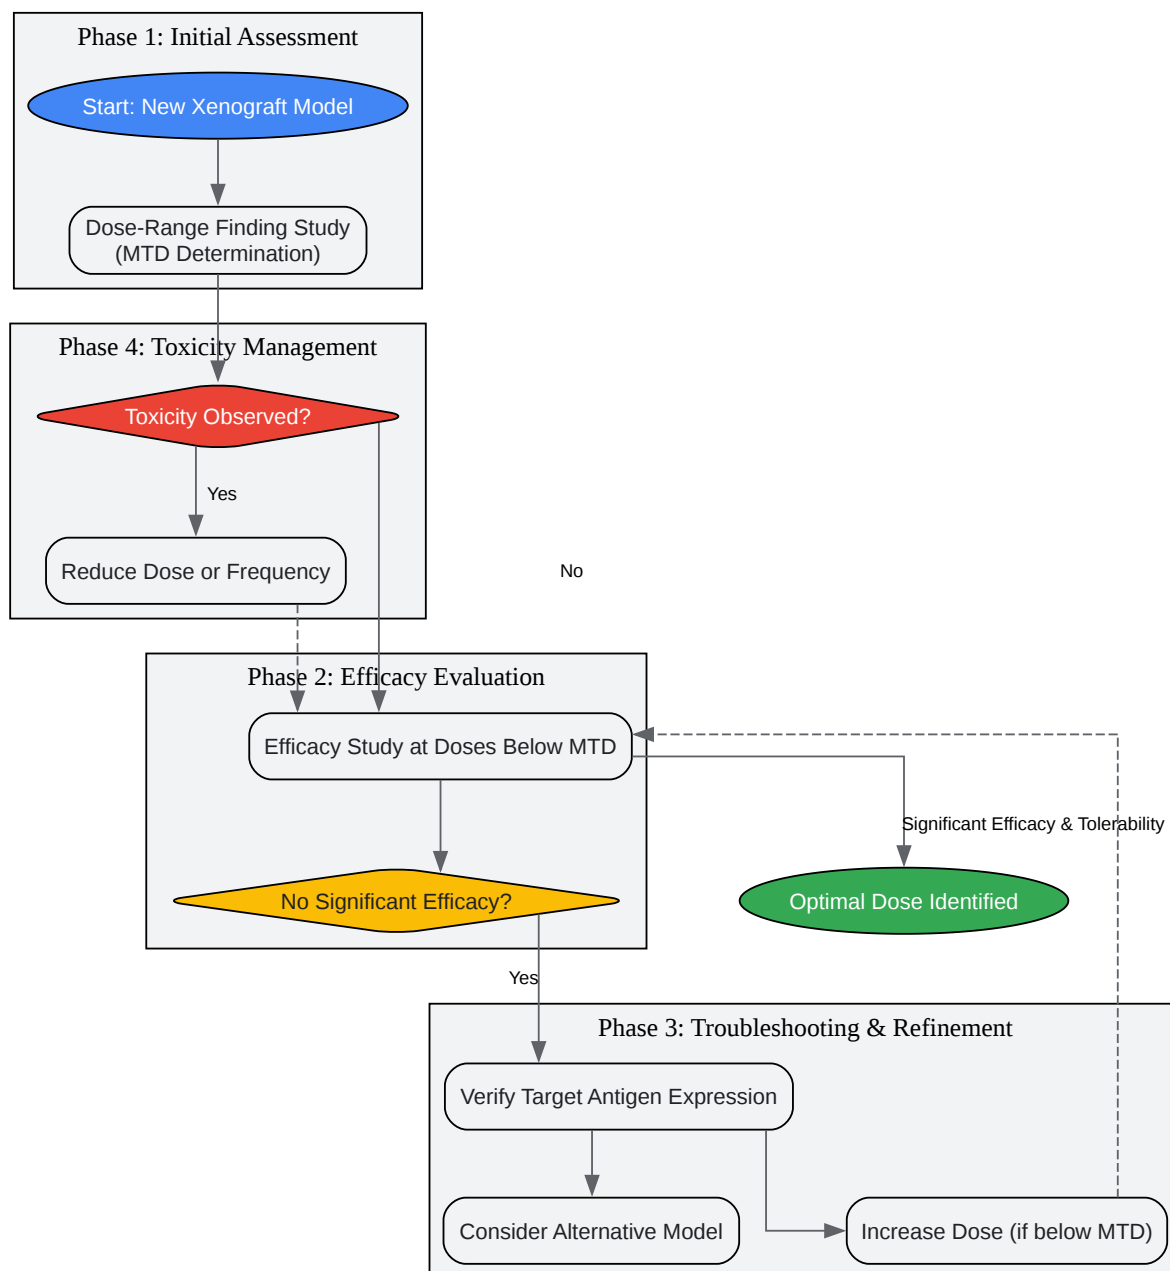 Phase 1: Initial Assessment
Start: New Xenograft Model
Dose-Range Finding Study
(MTD Determination)
Phase 4: Toxicity Management
Toxicity Observed?
Yes
Reduce Dose or Frequency
No
Phase 2: Efficacy Evaluation
Efficacy Study at Doses Below MTD
Significant Efficacy & Tolerability
No Significant Efficacy?
Optimal Dose Identified
Yes
Phase 3: Troubleshooting & Refinement
Verify Target Antigen Expression
Consider Alternative Model
Increase Dose (if below MTD)